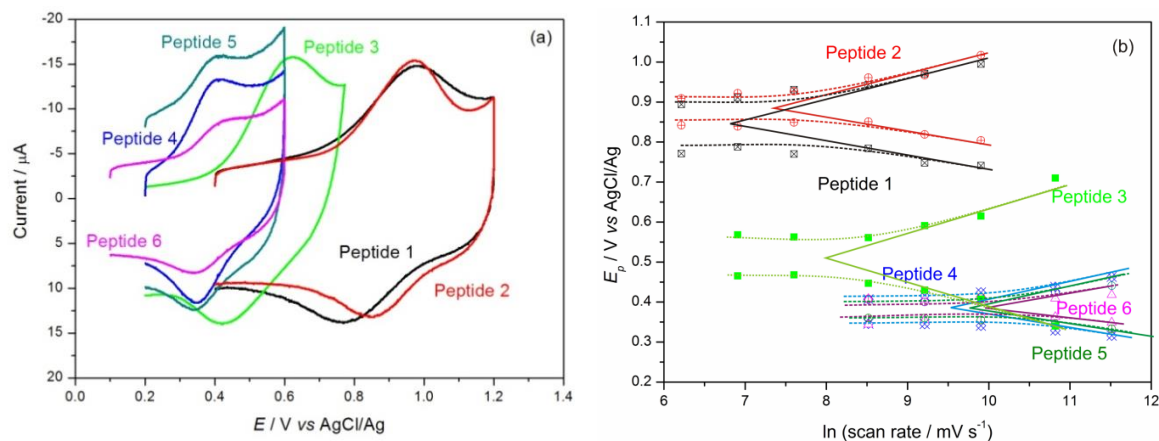 (a)
Peptide 5
Peptide 3
Peptide 4
Peptide 6
Peptide 1
Peptide 2
-20
-15
-10
-5
0
5
10
15
20
Current / µA
0.0 0.2 0.4 0.6 0.8 1.0 1.2 1.4
E / V vs AgCl/Ag
(b)
Peptide 2
Peptide 1
Peptide 3
Peptide 4
Peptide 6
Peptide 5
1.1
1.0
0.9
0.8
0.7
0.6
0.5
0.4
0.3
0.2
Ep / V vs AgCl/Ag
6 7 8 9 10 11 12
ln (scan rate / mV s-1)